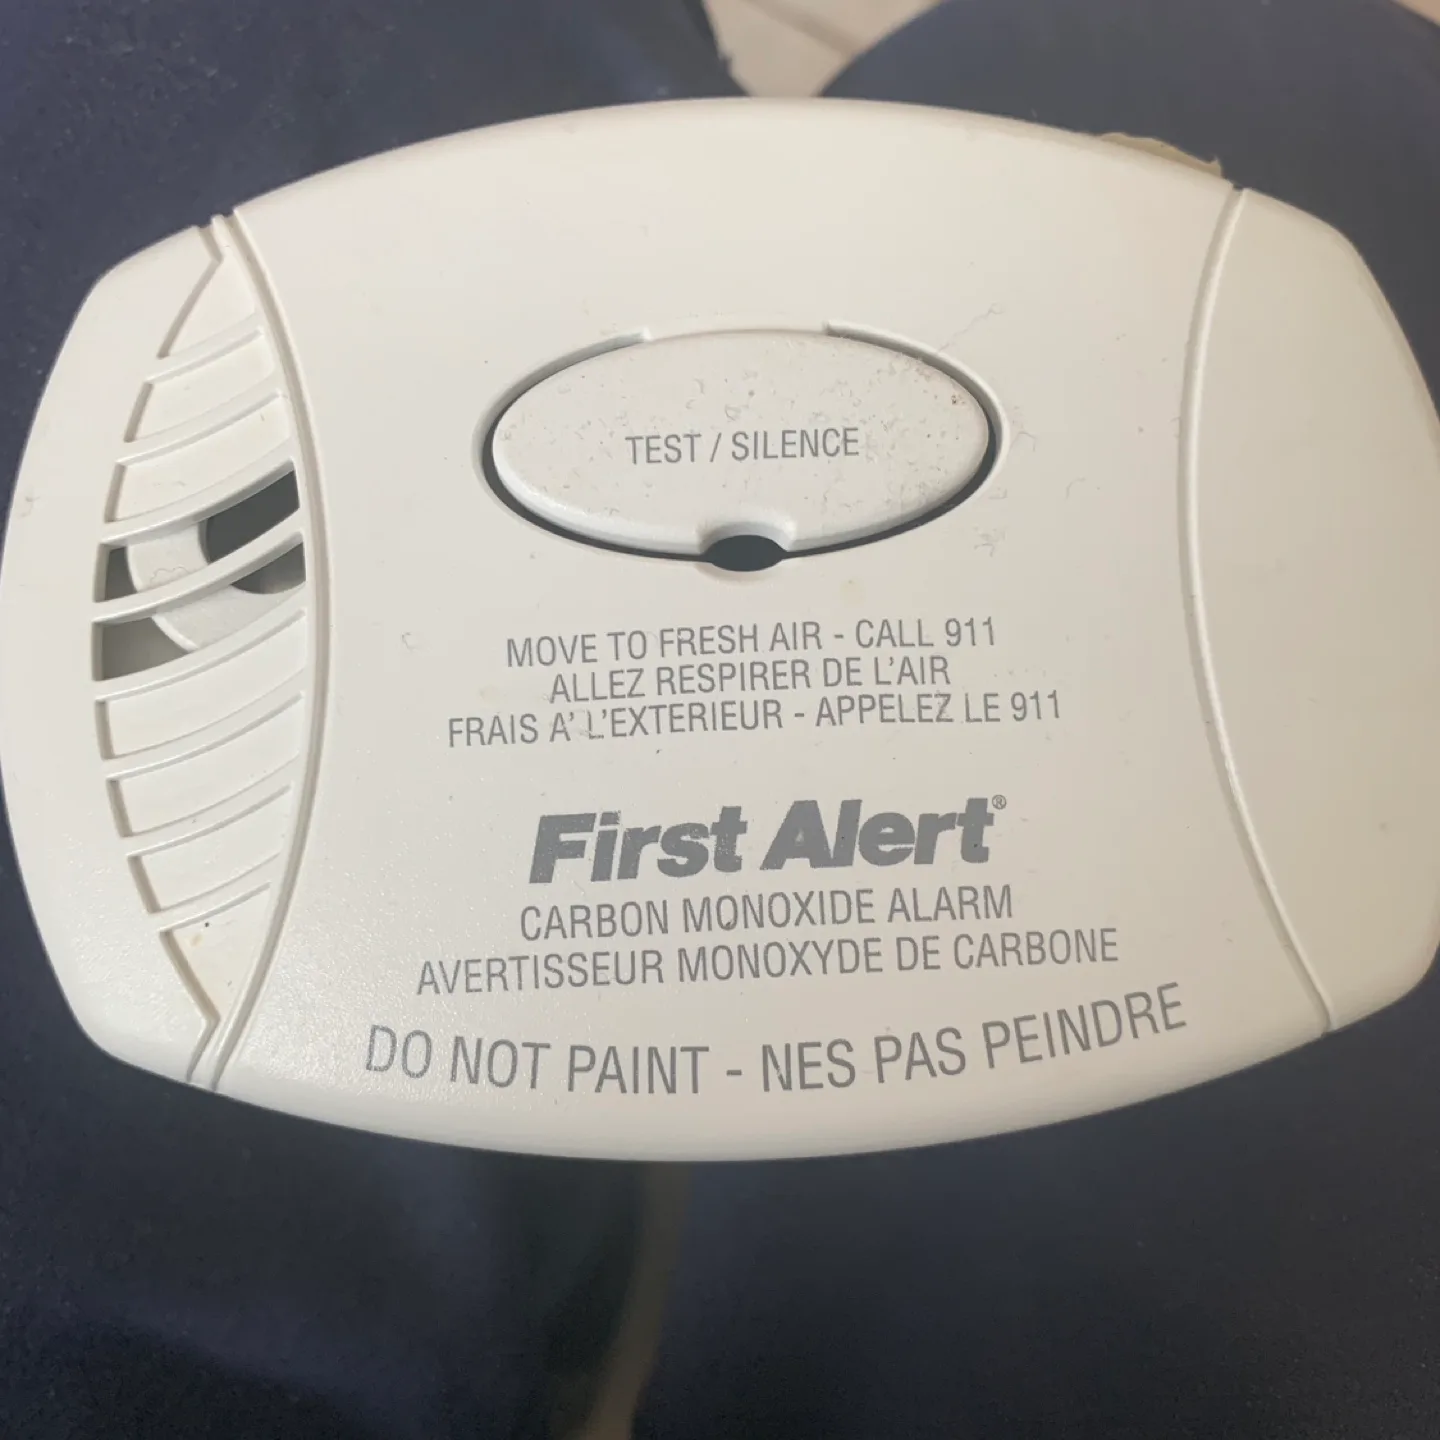 TEST / SILENCE
MOVE TO FRESH AIR - CALL 911
ALLEZ RESPIRER DE L'AIR
FRAIS A' L'EXTERIEUR - APPELEZ LE 911
First Alert®
CARBON MONOXIDE ALARM
AVERTISSEUR MONOXYDE DE CARBONE
DO NOT PAINT - NES PAS PEINDRE